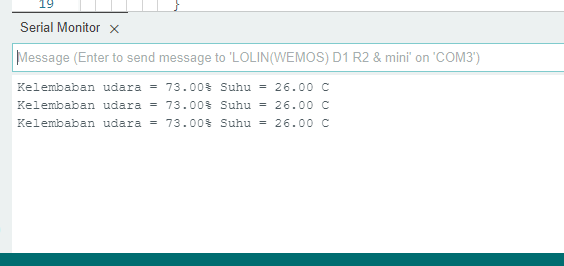 19 }
Serial Monitor ×
Message (Enter to send message to 'LOLIN(WEMOS) D1 R2 & mini' on 'COM3')
Kelembaban udara = 73.00% Suhu = 26.00 C
Kelembaban udara = 73.00% Suhu = 26.00 C
Kelembaban udara = 73.00% Suhu = 26.00 C